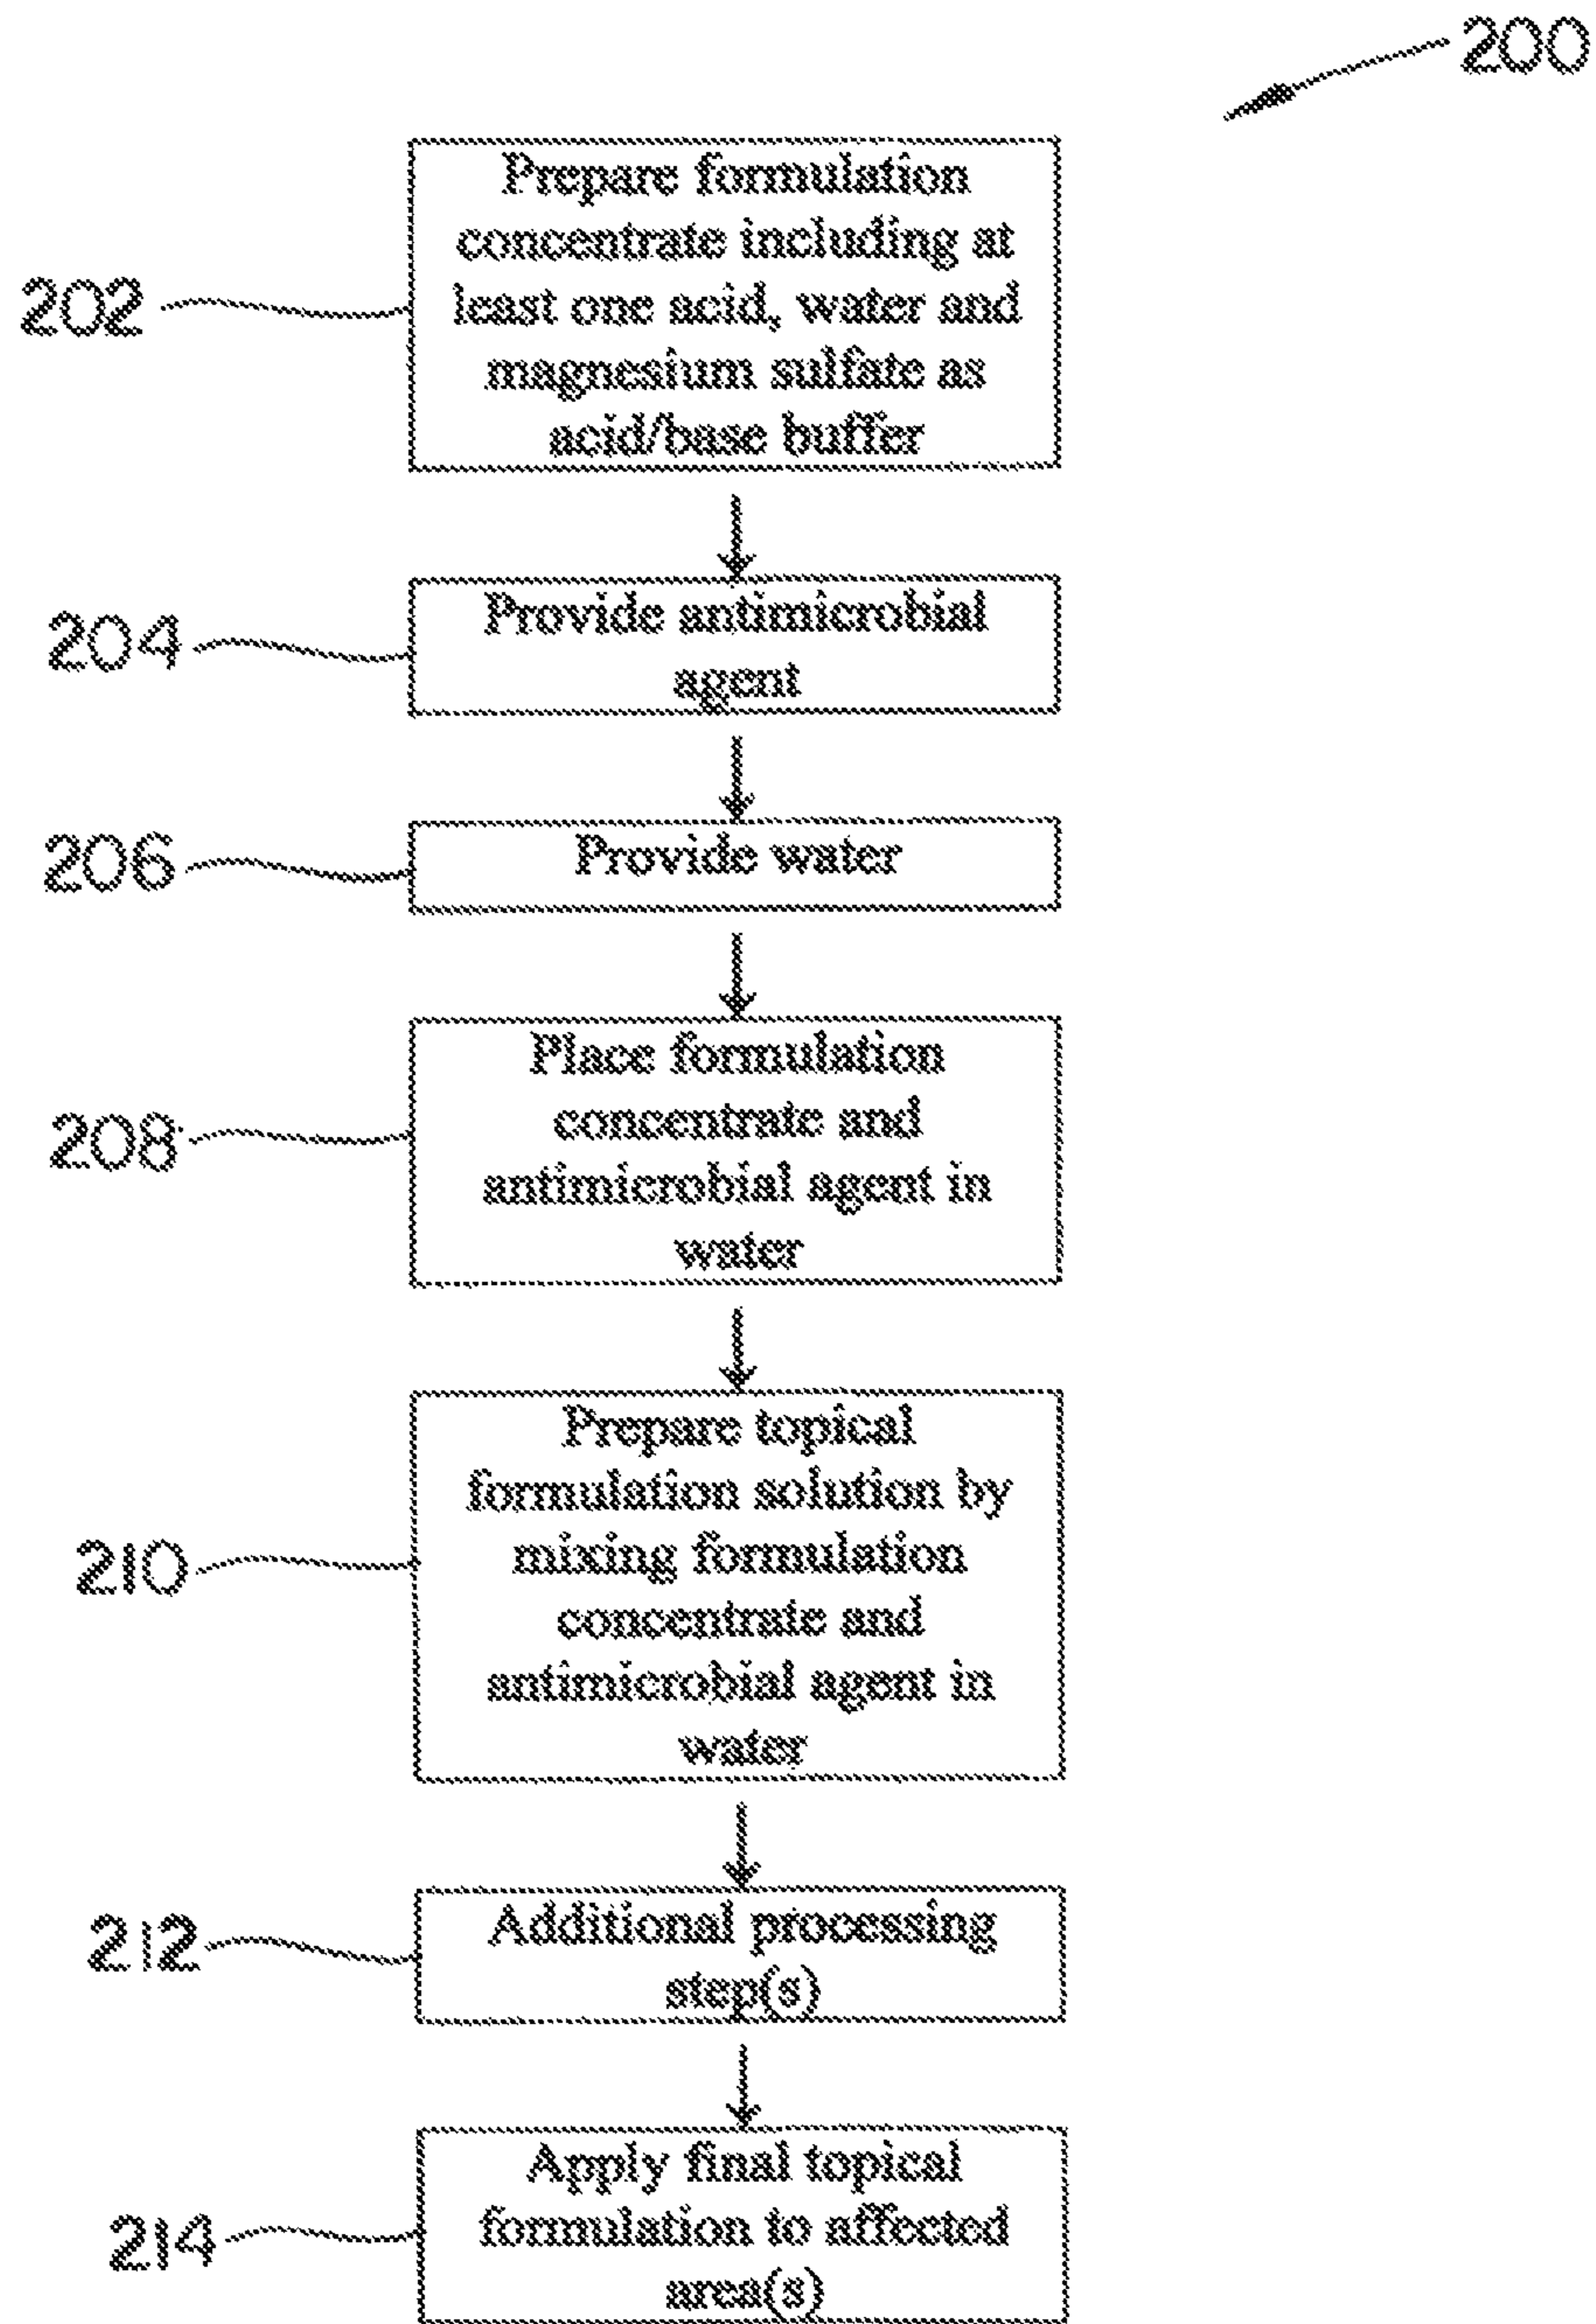 200
Prepare formulation
concentrate including at
202
least one acid, water and
magnesium sulfate as
acid/base buffer
204
Provide antimicrobial
agent
206
Provide water
Place formulation
concentrate and
208
antimicrobial agent in
water
Prepare topical
formulation solution by
210
mixing formulation
concentrate and
antimicrobial agent in
water
212
Additional processing
step(s)
Apply final topical
214
formulation to affected
area(s)